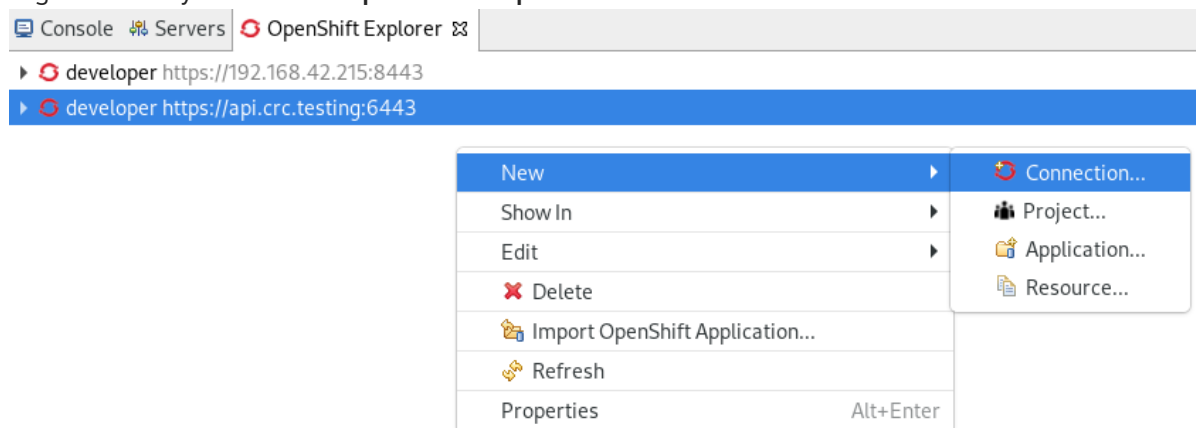 Console Servers OpenShift Explorer
developer https://192.168.42.215:8443
developer https://api.crc.testing:6443
New
Connection...
Show In
Project...
Edit
Application...
Delete
Resource...
Import OpenShift Application...
Refresh
Properties Alt+Enter